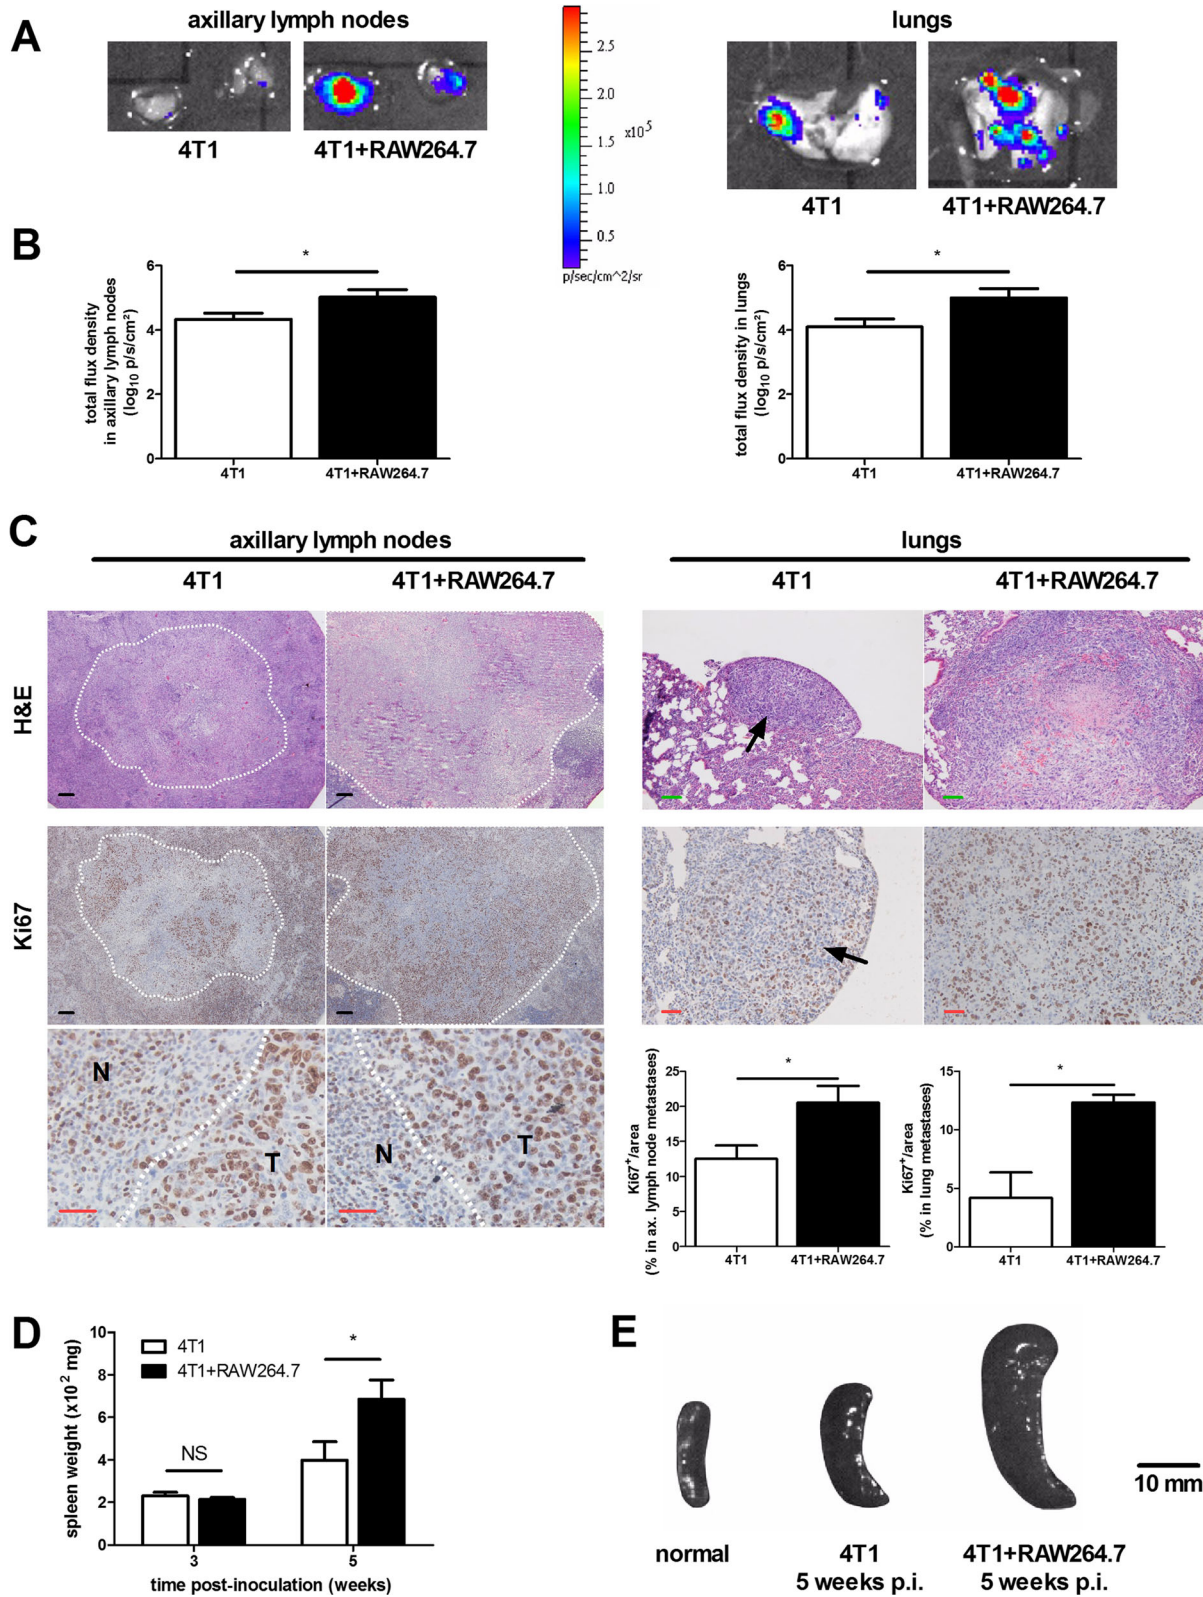 A
axillary lymph nodes
lungs
4T1
4T1+RAW264.7
2.5
2.0
1.5
x10⁵
1.0
0.5
p/sec/cm^2/sr
4T1
4T1+RAW264.7
B
*
6
4
2
0
total flux density
in axillary lymph nodes
(log₁₀ p/s/cm²)
4T1
4T1+RAW264.7
*
6
4
2
0
total flux density in lungs
(log₁₀ p/s/cm²)
4T1
4T1+RAW264.7
C
axillary lymph nodes
lungs
4T1
4T1+RAW264.7
4T1
4T1+RAW264.7
H&E
Ki67
N
T
N
T
*
25
20
15
10
5
0
Ki67⁺/area
(% in ax. lymph node metastases)
4T1
4T1+RAW264.7
*
15
10
5
0
Ki67⁺/area
(% in lung metastases)
4T1
4T1+RAW264.7
D
4T1
4T1+RAW264.7
*
NS
10
8
6
4
2
0
spleen weight (x10² mg)
3
5
time post-inoculation (weeks)
E
10 mm
normal
4T1
5 weeks p.i.
4T1+RAW264.7
5 weeks p.i.